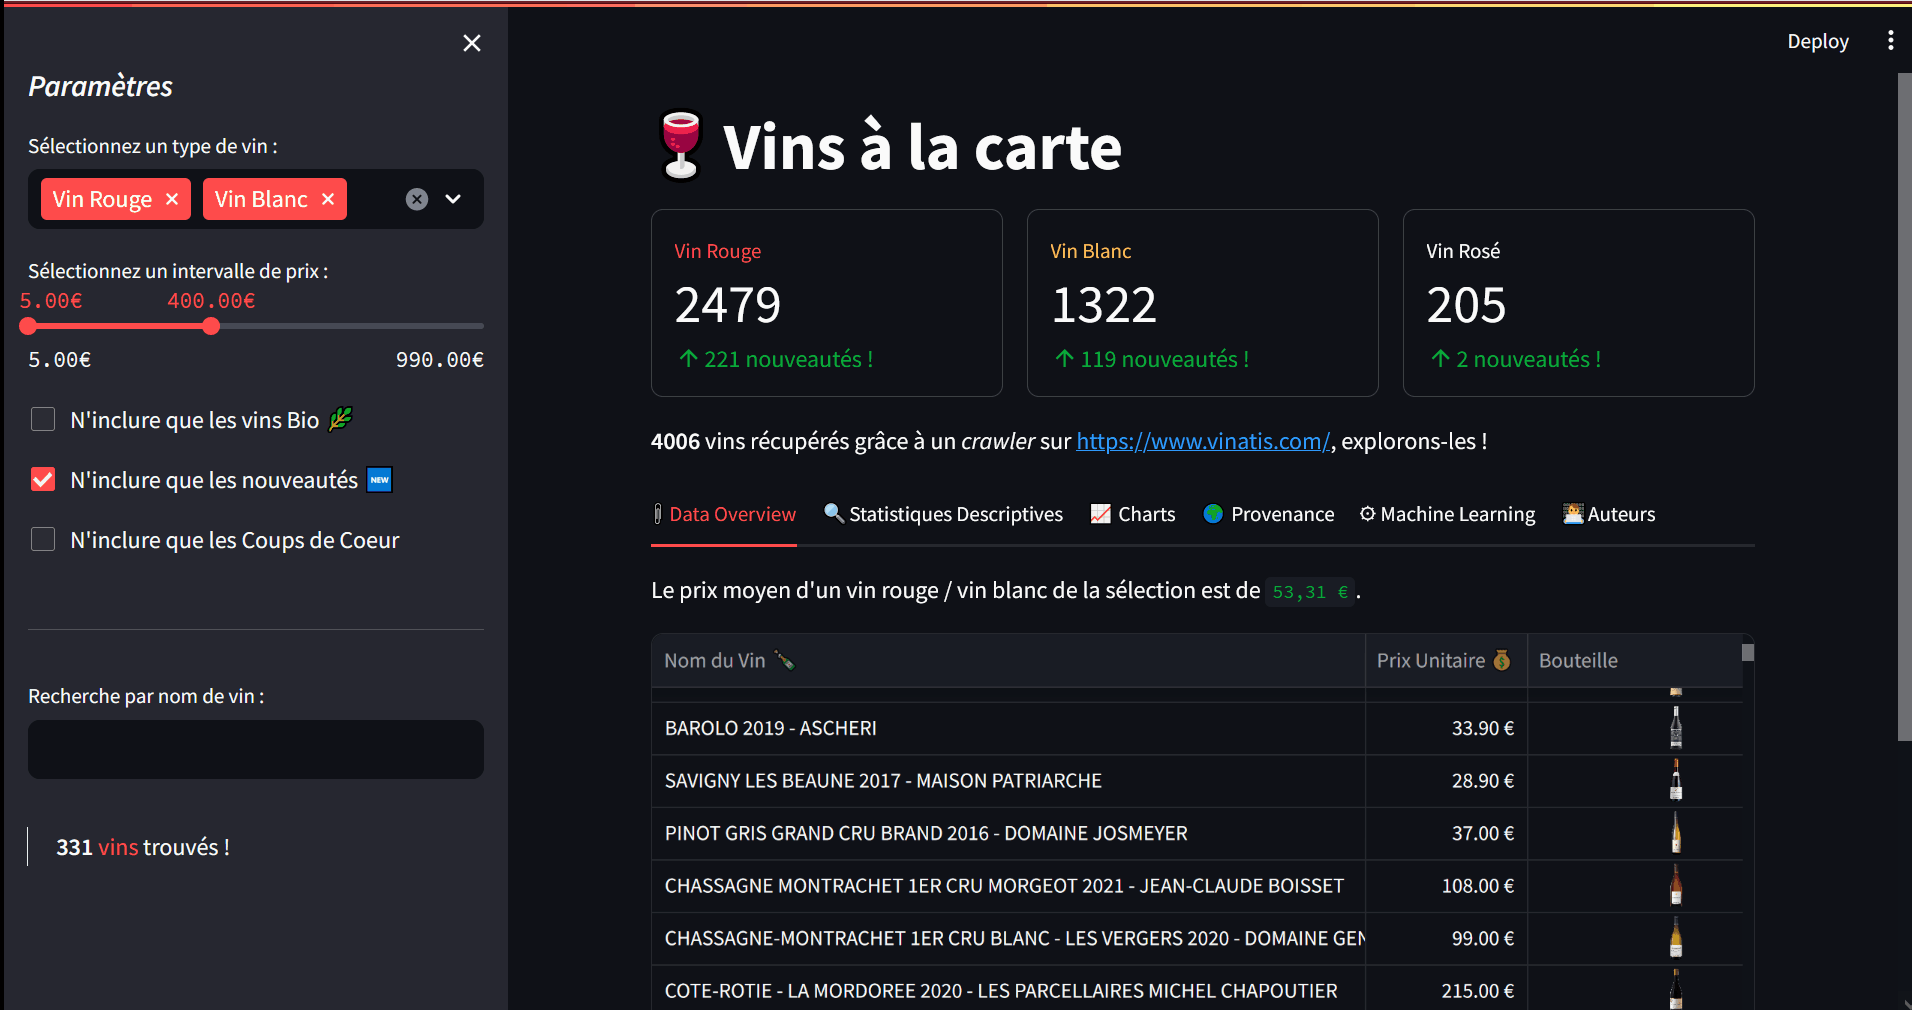 Deploy
Paramètres
Sélectionnez un type de vin :
Vin Rouge
Vin Blanc
Sélectionnez un intervalle de prix :
5.00€ 400.00€
5.00€ 990.00€
N'inclure que les vins Bio
N'inclure que les nouveautés NEW
N'inclure que les Coups de Coeur
Recherche par nom de vin :
331 vins trouvés !
Vins à la carte
Vin Rouge
2479
↑ 221 nouveautés !
Vin Blanc
1322
↑ 119 nouveautés !
Vin Rosé
205
↑ 2 nouveautés !
4006 vins récupérés grâce à un crawler sur https://www.vinatis.com/, explorons-les !
Data Overview Statistiques Descriptives Charts Provenance Machine Learning Auteurs
Le prix moyen d'un vin rouge / vin blanc de la sélection est de 53,31 €.
Nom du Vin Prix Unitaire Bouteille
BAROLO 2019 - ASCHERI 33.90 €
SAVIGNY LES BEAUNE 2017 - MAISON PATRIARCHE 28.90 €
PINOT GRIS GRAND CRU BRAND 2016 - DOMAINE JOSMEYER 37.00 €
CHASSAGNE MONTRACHET 1ER CRU MORGEOT 2021 - JEAN-CLAUDE BOISSET 108.00 €
CHASSAGNE-MONTRACHET 1ER CRU BLANC - LES VERGERS 2020 - DOMAINE GEN 99.00 €
COTE-ROTIE - LA MORDOREE 2020 - LES PARCELLAIRES MICHEL CHAPOUTIER 215.00 €